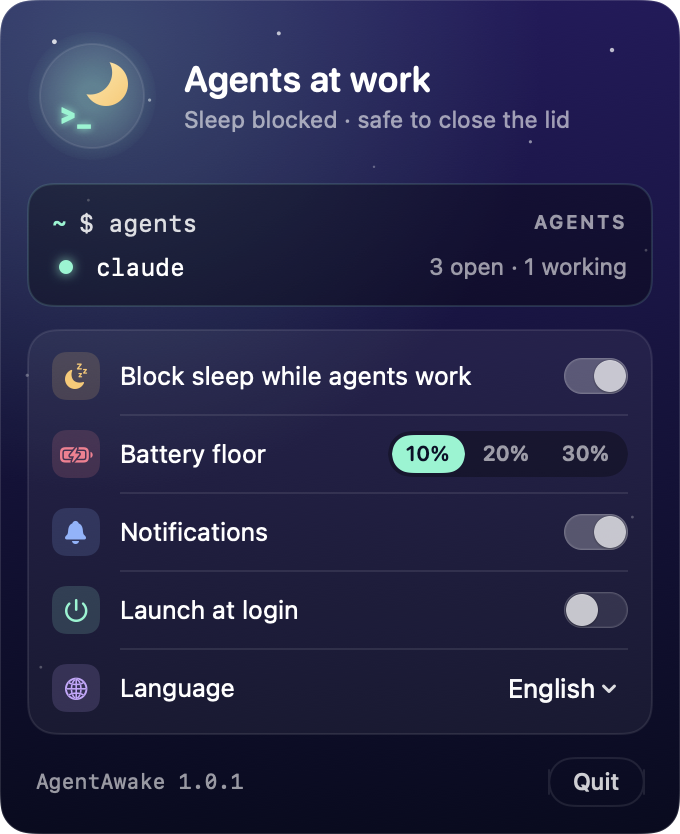 >_
Agents at work
Sleep blocked · safe to close the lid
~ $ agents AGENTS
claude 3 open · 1 working
zzz Block sleep while agents work
Battery floor 10% 20% 30%
Notifications
Launch at login
Language English
AgentAwake 1.0.1 Quit